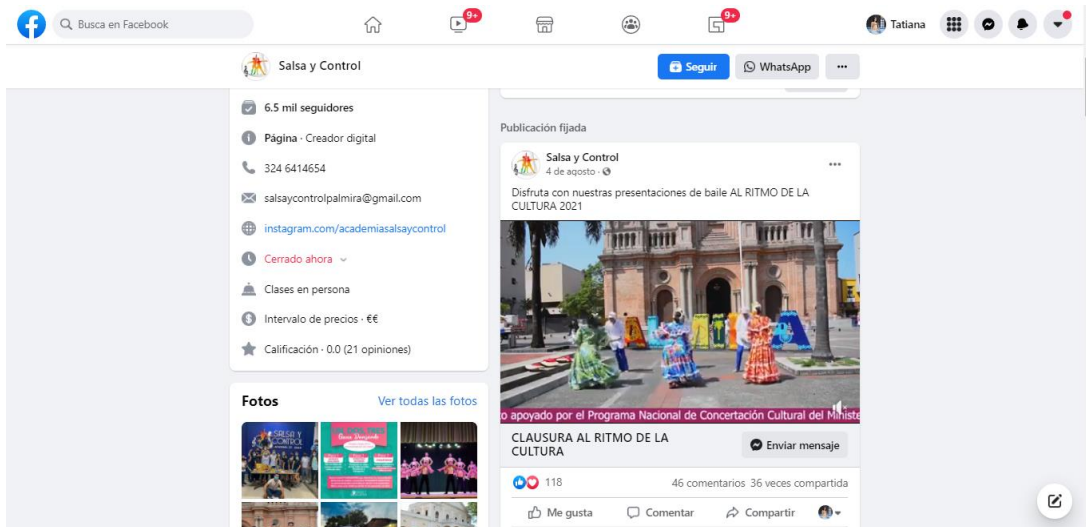 Busca en Facebook
9+
9+
Tatiana
Salsa y Control
Seguir
WhatsApp
6.5 mil seguidores
Página · Creador digital
324 6414654
salsaycontrolpalmira@gmail.com
instagram.com/academiasalsaycontrol
Cerrado ahora
Clases en persona
Intervalo de precios · €€
Calificación · 0.0 (21 opiniones)
Fotos
Ver todas las fotos
SALSA Y
CONTROL
Publicación fijada
Salsa y Control
4 de agosto ·
Disfruta con nuestras presentaciones de baile AL RITMO DE LA
CULTURA 2021
PALMIRA
o apoyado por el Programa Nacional de Concertación Cultural del Ministe
CLAUSURA AL RITMO DE LA
CULTURA
Enviar mensaje
118
46 comentarios 36 veces compartida
Me gusta
Comentar
Compartir